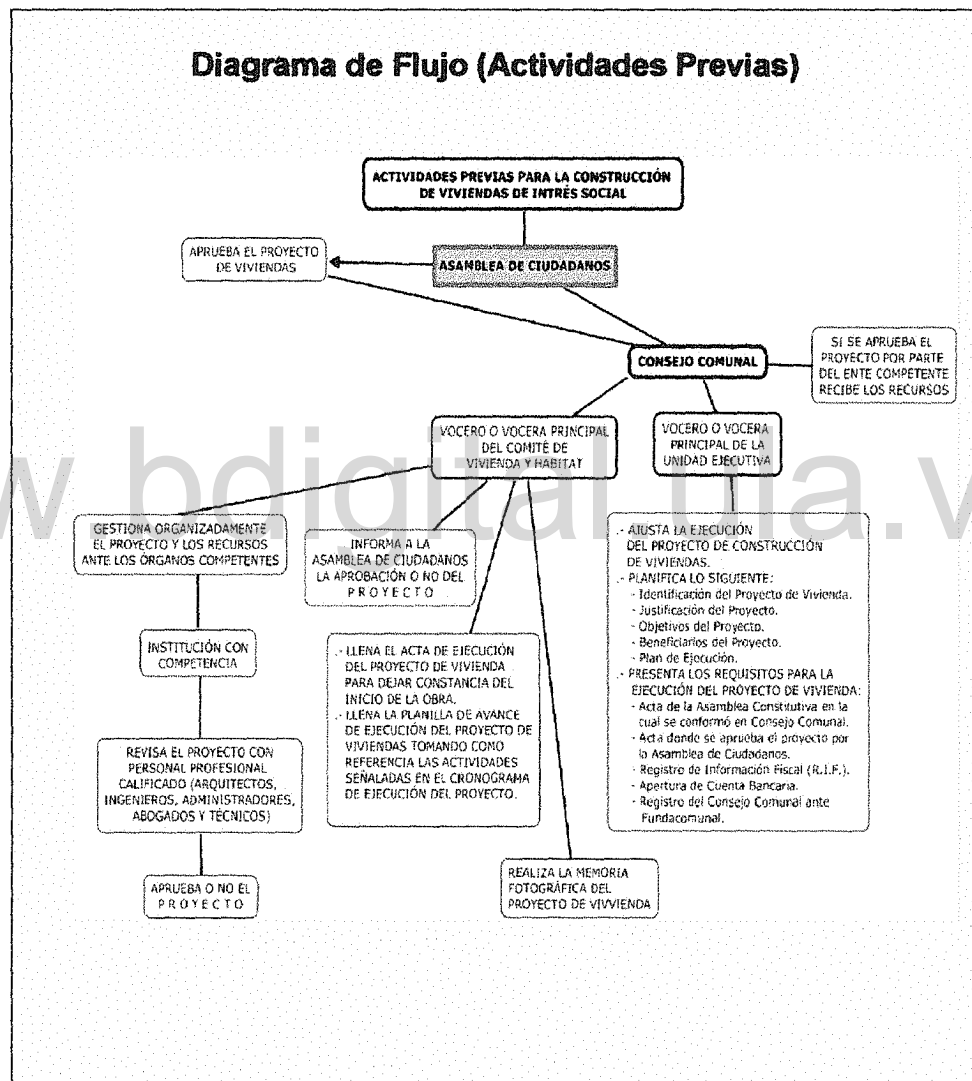 Diagrama de Flujo (Actividades Previas)
ACTIVIDADES PREVIAS PARA LA CONSTRUCCIÓN
DE VIVIENDAS DE INTRÉS SOCIAL
APRUEBA EL PROYECTO
DE VIVIENDAS
ASAMBLEA DE CIUDADANOS
CONSEJO COMUNAL
SI SE APRUEBA EL
PROYECTO POR PARTE
DEL ENTE COMPETENTE
RECIBE LOS RECURSOS
VOCERO O VOCERA PRINCIPAL
DEL COMITÉ DE
VIVIENDA Y HÁBITAT
VOCERO O VOCERA
PRINCIPAL DE LA
UNIDAD EJECUTIVA
GESTIONA ORGANIZADAMENTE
EL PROYECTO Y LOS RECURSOS
ANTE LOS ÓRGANOS COMPETENTES
INSTITUCIÓN CON
COMPETENCIA
REVISA EL PROYECTO CON
PERSONAL PROFESIONAL
CALIFICADO (ARQUITECTOS,
INGENIEROS, ADMINISTRADORES,
ABOGADOS Y TÉCNICOS)
APRUEBA O NO EL
P R O Y E C T O
INFORMA A LA
ASAMBLEA DE CIUDADANOS
LA APROBACIÓN O NO DEL
P R O Y E C T O
.- LLENA EL ACTA DE EJECUCIÓN
DEL PROYECTO DE VIVIENDA
PARA DEJAR CONSTANCIA DEL
INICIO DE LA OBRA.
.- LLENA LA PLANILLA DE AVANCE
DE EJECUCIÓN DEL PROYECTO DE
VIVIENDAS TOMANDO COMO
REFERENCIA LAS ACTIVIDADES
SEÑALADAS EN EL CRONOGRAMA
DE EJECUCIÓN DEL PROYECTO.
REALIZA LA MEMORIA
FOTOGRÁFICA DEL
PROYECTO DE VIVVIENDA
.- AJUSTA LA EJECUCIÓN
DEL PROYECTO DE CONSTRUCCIÓN
DE VIVIENDAS.
.- PLANIFICA LO SIGUIENTE:
- Identificación del Proyecto de Vivienda.
- Justificación del Proyecto.
- Objetivos del Proyecto.
- Beneficiarios del Proyecto.
- Plan de Ejecución.
.- PRESENTA LOS REQUISITOS PARA LA
EJECUCIÓN DEL PROYECTO DE VIVIENDA:
- Acta de la Asamblea Constitutiva en la
cual se conformó en Consejo Comunal.
- Acta donde se aprueba el proyecto por
la Asamblea de Ciudadanos.
- Registro de Información Fiscal (R.I.F.).
- Apertura de Cuenta Bancaria.
- Registro del Consejo Comunal ante
Fundacomunal.